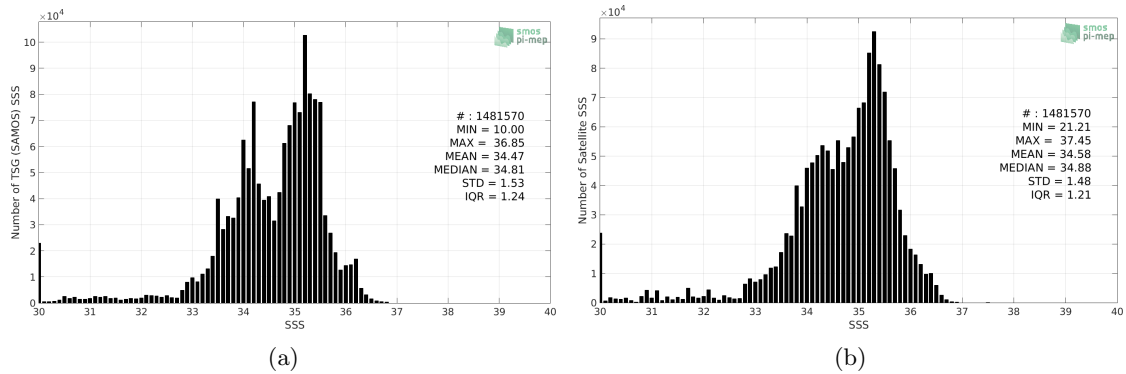 ×10⁴
smos
pi-mep
10
9
8
7
6
5
4
3
2
1
0
Number of TSG (SAMOS) SSS
# : 1481570
MIN = 10.00
MAX = 36.85
MEAN = 34.47
MEDIAN = 34.81
STD = 1.53
IQR = 1.24
30 31 32 33 34 35 36 37 38 39 40
SSS
(a)
×10⁴
smos
pi-mep
9
8
7
6
5
4
3
2
1
0
Number of Satellite SSS
# : 1481570
MIN = 21.21
MAX = 37.45
MEAN = 34.58
MEDIAN = 34.88
STD = 1.48
IQR = 1.21
30 31 32 33 34 35 36 37 38 39 40
SSS
(b)